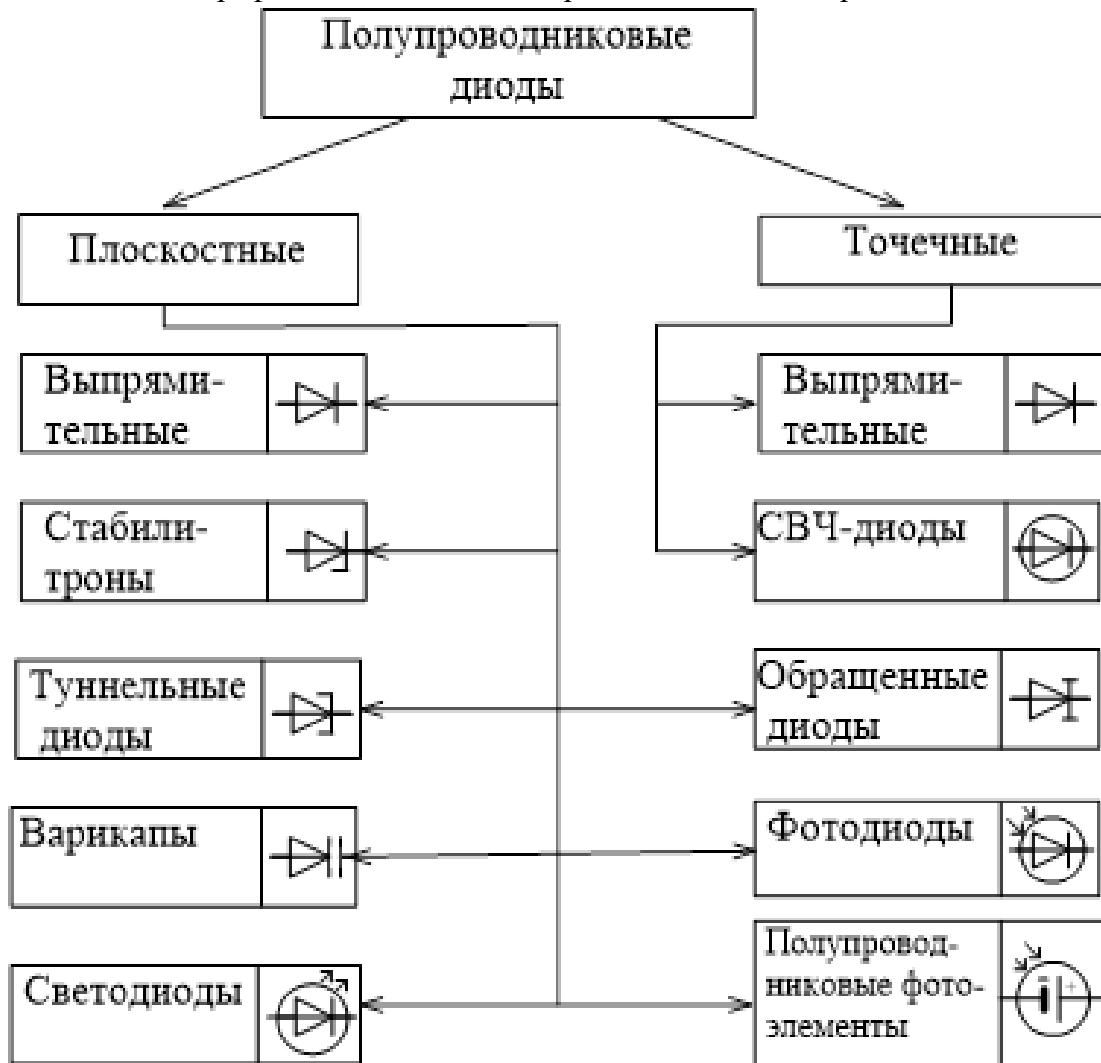 Полупроводниковые
диоды
Плоскостные
Точечные
Выпрями-
тельные
Выпрями-
тельные
Стабили-
троны
СВЧ-диоды
Туннельные
диоды
Обращенные
диоды
Варикапы
Фотодиоды
Светодиоды
Полупровод-
никовые фото-
элементы